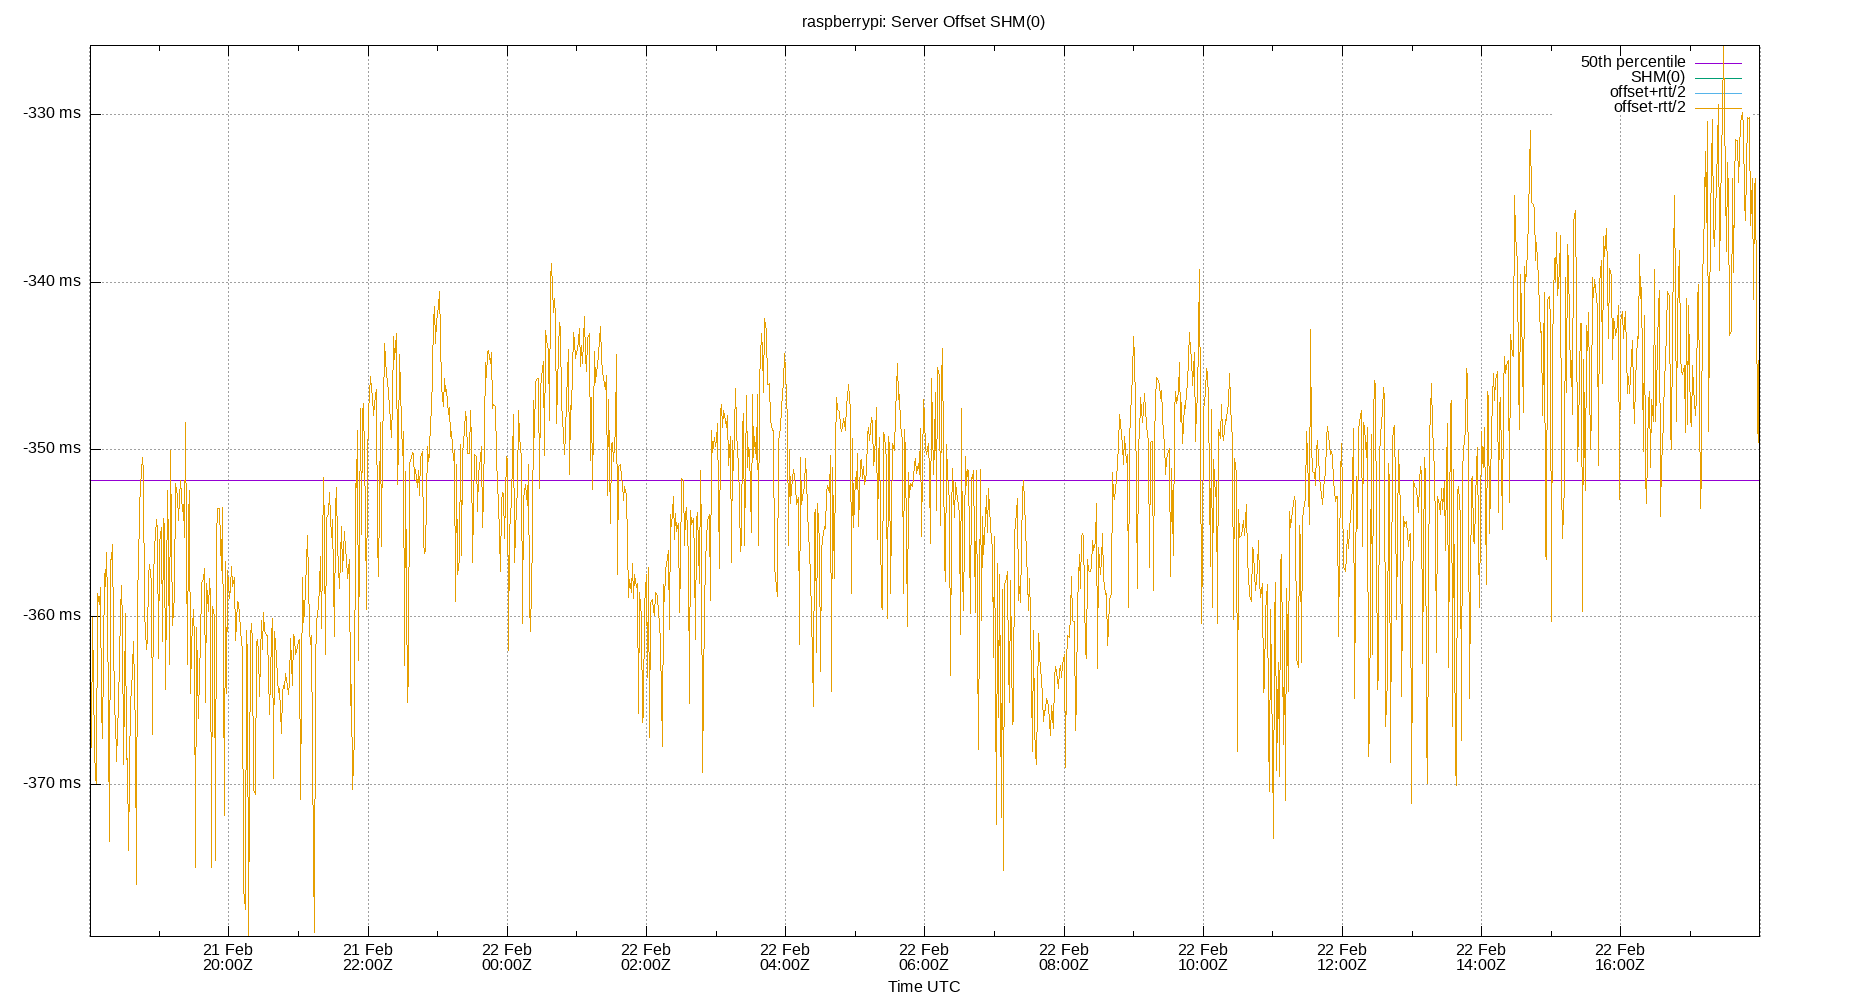 raspberrypi: Server Offset SHM(0)
50th percentile
SHM(0)
offset+rtt/2
offset-rtt/2
-330 ms
-340 ms
-350 ms
-360 ms
-370 ms
21 Feb 21 Feb 22 Feb 22 Feb 22 Feb 22 Feb 22 Feb 22 Feb 22 Feb 22 Feb 22 Feb
20:00Z 22:00Z 00:00Z 02:00Z 04:00Z 06:00Z 08:00Z 10:00Z 12:00Z 14:00Z 16:00Z
Time UTC